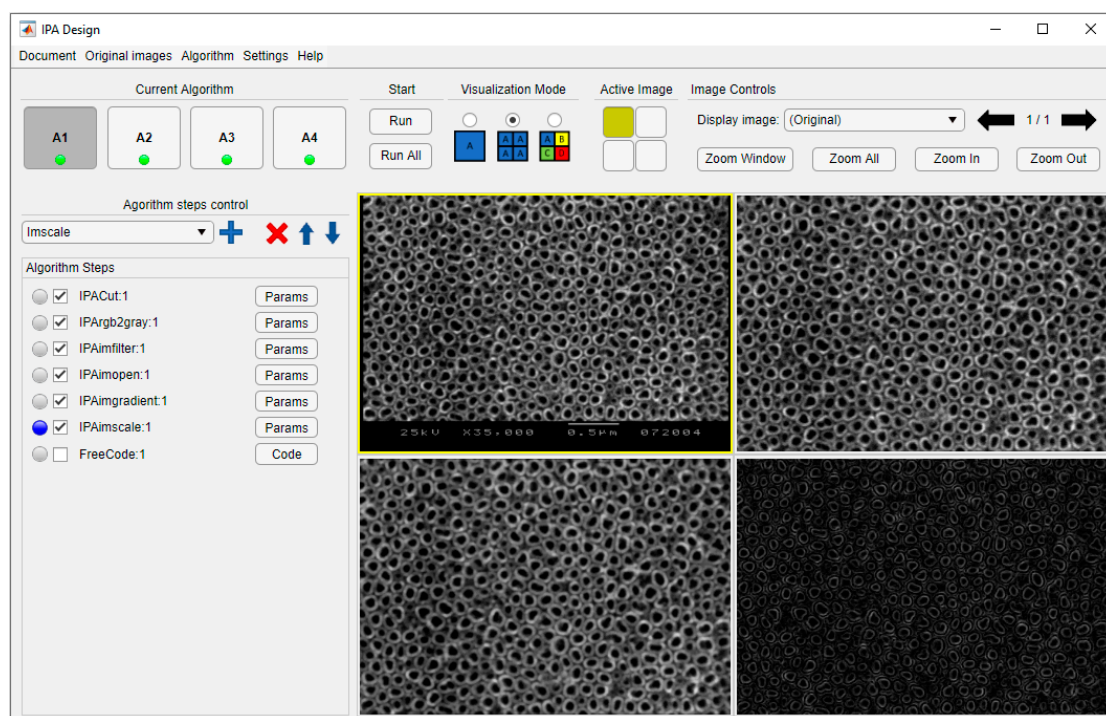 IPA Design
Document Original images Algorithm Settings Help
Current Algorithm Start Visualization Mode Active Image Image Controls
A1 A2 A3 A4
Run
Run All
A
A A
A A
A B
C D
Display image: (Original) 1 / 1
Zoom Window Zoom All Zoom In Zoom Out
Agorithm steps control
Imscale
Algorithm Steps
IPACut:1 Params
IPArgb2gray:1 Params
IPAimfilter:1 Params
IPAimopen:1 Params
IPAimgradient:1 Params
IPAimscale:1 Params
FreeCode:1 Code
25kV X35,000 0.5µm 072004